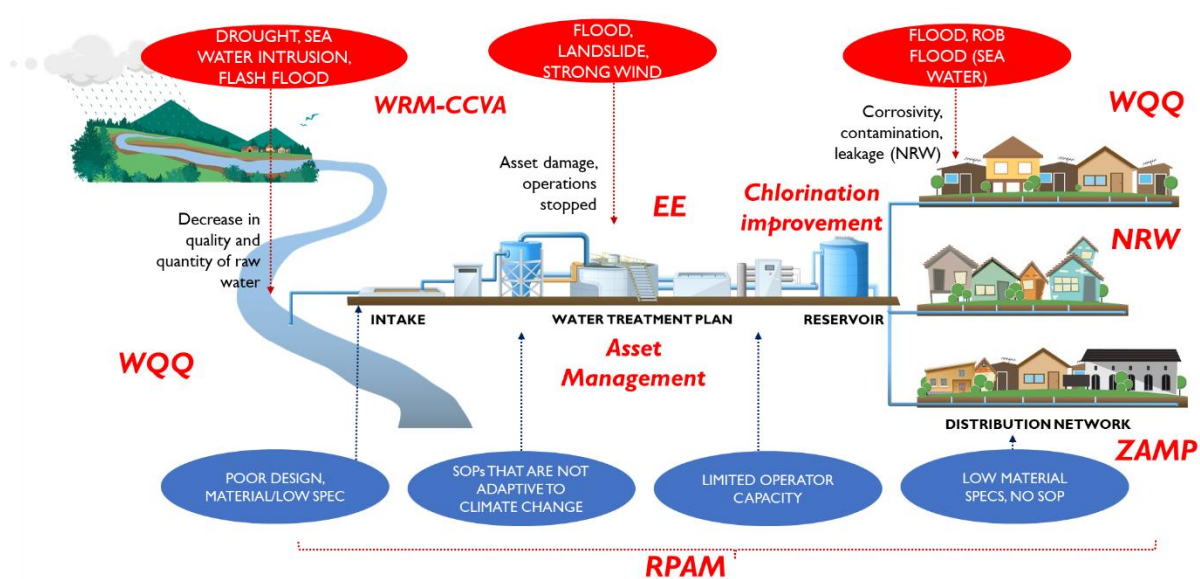 DROUGHT, SEA
WATER INTRUSION,
FLASH FLOOD
FLOOD,
LANDSLIDE,
STRONG WIND
FLOOD, ROB
FLOOD (SEA
WATER)
WRM-CCVA
WQQ
Corrosivity,
contamination,
leakage (NRW)
Asset damage,
operations
stopped
EE
Chlorination
improvement
Decrease in
quality and
quantity of raw
water
NRW
INTAKE
WATER TREATMENT PLAN
RESERVOIR
WQQ
Asset
Management
DISTRIBUTION NETWORK
ZAMP
POOR DESIGN,
MATERIAL/LOW SPEC
SOPs THAT ARE NOT
ADAPTIVE TO
CLIMATE CHANGE
LIMITED OPERATOR
CAPACITY
LOW MATERIAL
SPECS, NO SOP
RPAM